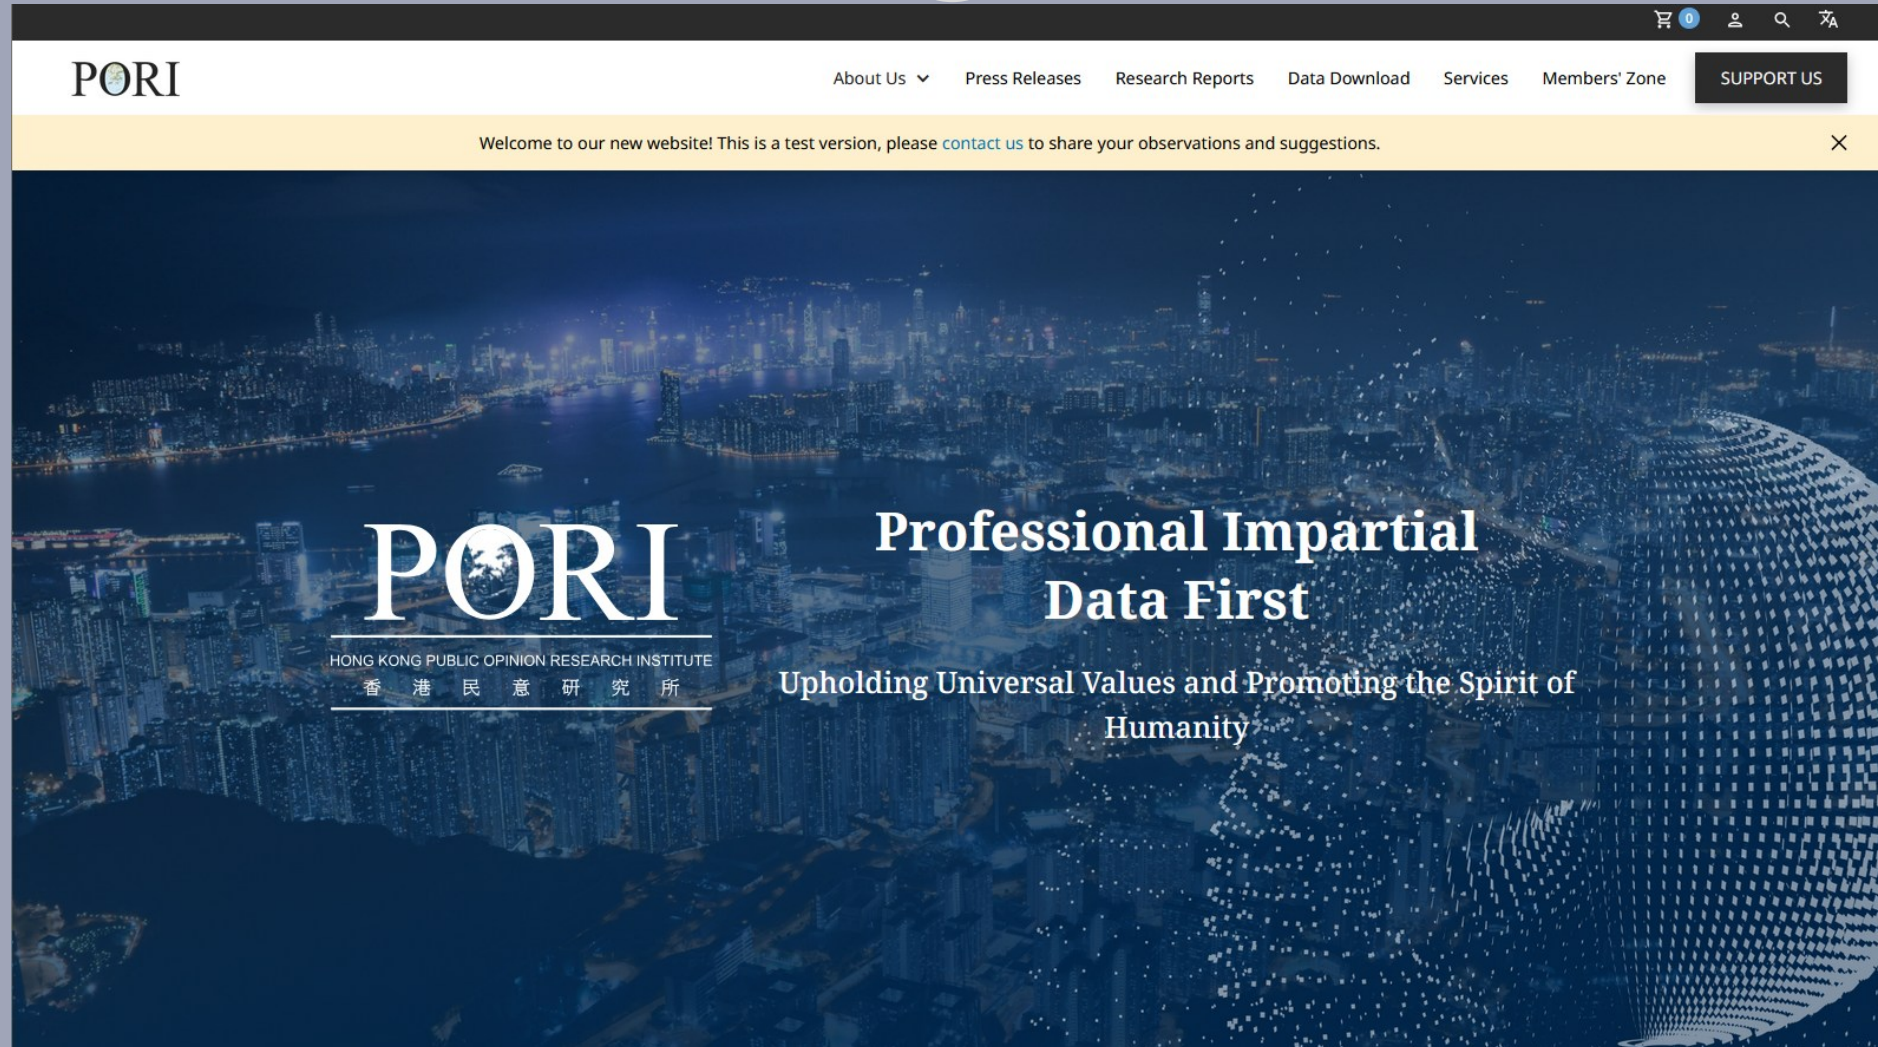 0
PORI
About Us
Press Releases
Research Reports
Data Download
Services
Members' Zone
SUPPORT US
Welcome to our new website! This is a test version, please contact us to share your observations and suggestions.
PORI
HONG KONG PUBLIC OPINION RESEARCH INSTITUTE
香港民意研究所
Professional Impartial
Data First
Upholding Universal Values and Promoting the Spirit of
Humanity